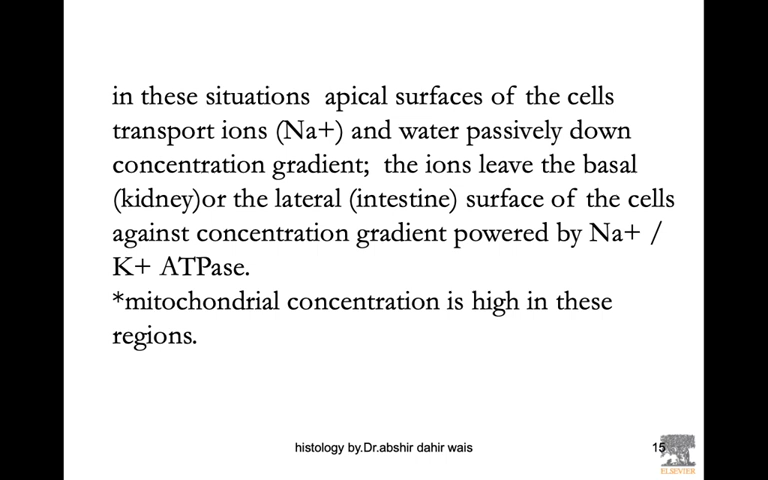 in these situations apical surfaces of the cells
transport ions (Na+) and water passively down
concentration gradient; the ions leave the basal
(kidney)or the lateral (intestine) surface of the cells
against concentration gradient powered by Na+ /
K+ ATPase.
*mitochondrial concentration is high in these
regions.
histology by.Dr.abshir dahir wais
15
ELSEVIER